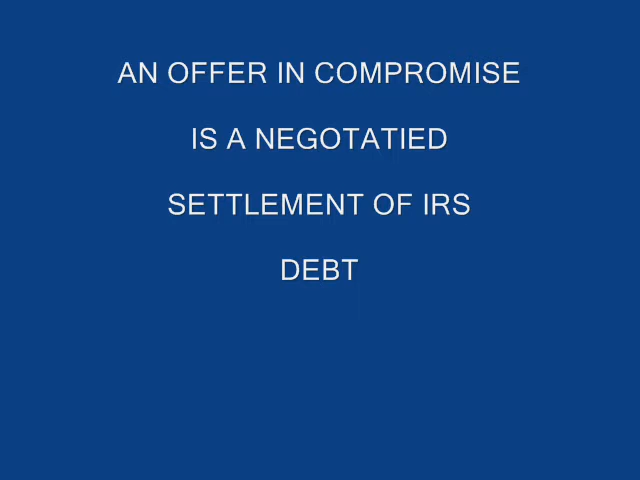 AN OFFER IN COMPROMISE
IS A NEGOTATIED
SETTLEMENT OF IRS
DEBT